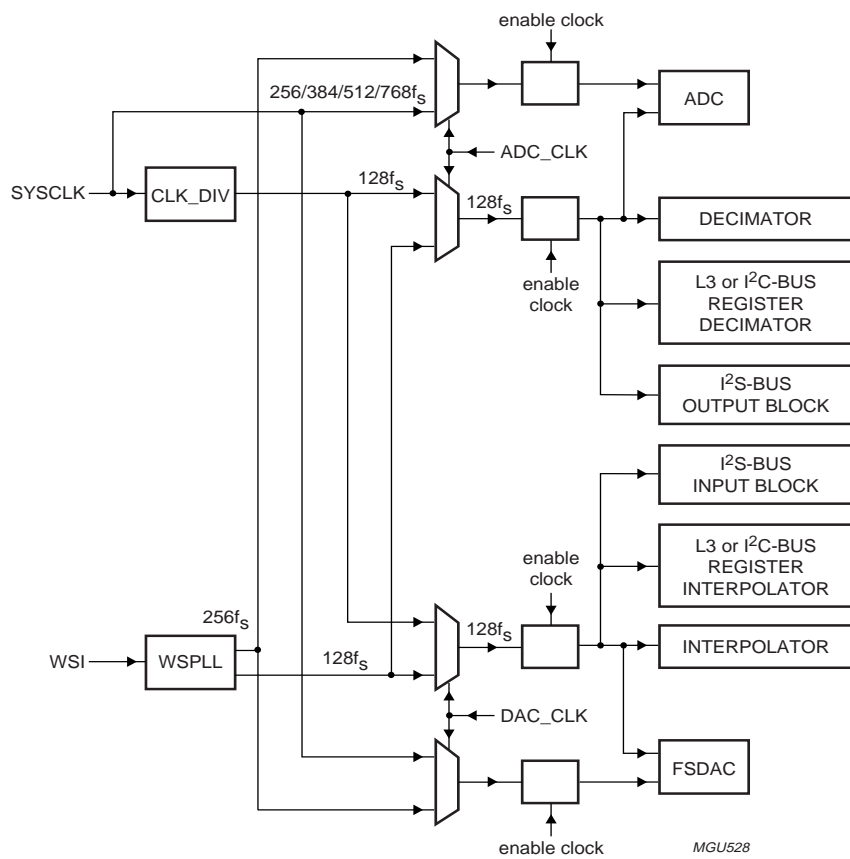 enable clock
256/384/512/768fs
ADC
ADC_CLK
SYSCLK
CLK_DIV
128fs
128fs
DECIMATOR
enable
clock
L3 or I2C-BUS
REGISTER
DECIMATOR
I2S-BUS
OUTPUT BLOCK
I2S-BUS
INPUT BLOCK
enable
clock
L3 or I2C-BUS
REGISTER
INTERPOLATOR
256fs
128fs
WSI
WSPLL
128fs
INTERPOLATOR
DAC_CLK
FSDAC
enable clock
MGU528